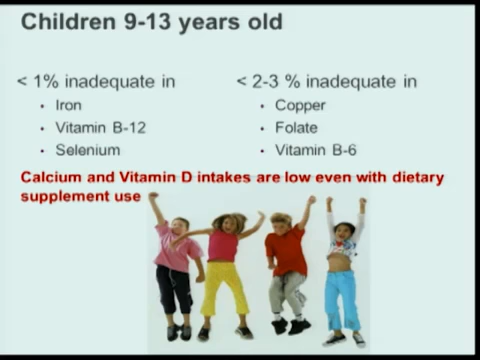 Children 9-13 years old
< 1% inadequate in
• Iron
• Vitamin B-12
• Selenium
< 2-3 % inadequate in
• Copper
• Folate
• Vitamin B-6
Calcium and Vitamin D intakes are low even with dietary
supplement use